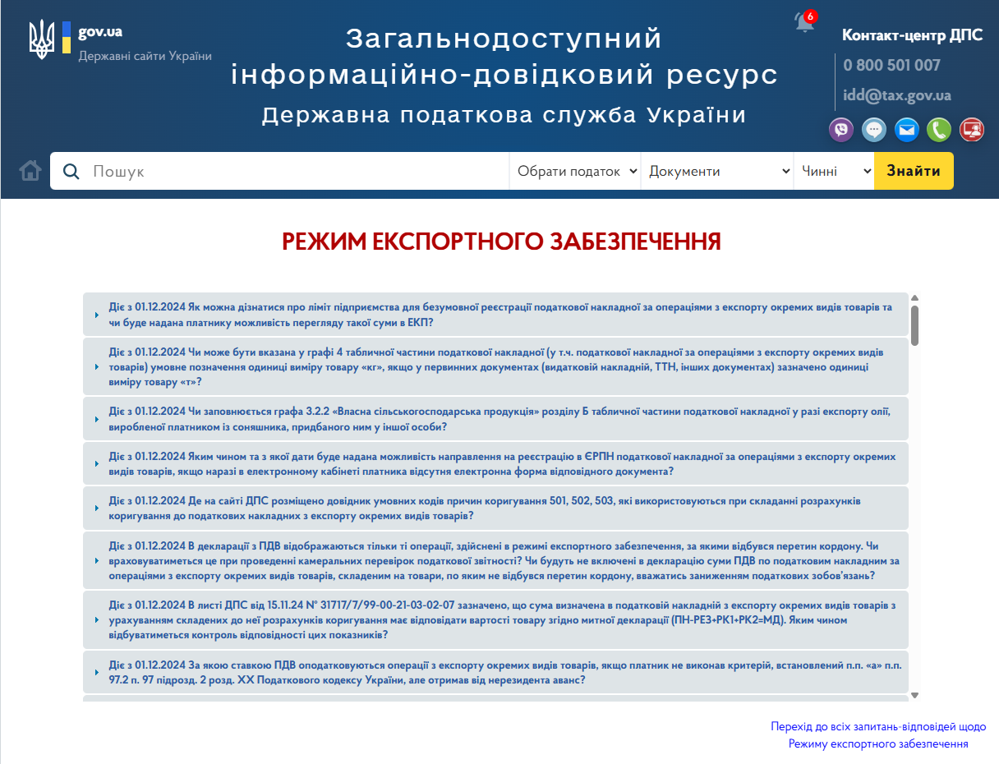 gov.ua
Державні сайти України
Загальнодоступний
інформаційно-довідковий ресурс
Державна податкова служба України
6
Контакт-центр ДПС
0 800 501 007
idd@tax.gov.ua
Пошук
Обрати податок
Документи
Чинні
Знайти
РЕЖИМ ЕКСПОРТНОГО ЗАБЕЗПЕЧЕННЯ
Діє з 01.12.2024 Як можна дізнатися про ліміт підприємства для безумовної реєстрації податкової накладної за операціями з експорту окремих видів товарів та
чи буде надана платнику можливість перегляду такої суми в ЕКП?
Діє з 01.12.2024 Чи може бути вказана у графі 4 табличної частини податкової накладної (у т.ч. податкової накладної за операціями з експорту окремих видів
товарів) умовне позначення одиниці виміру товару «кг», якщо у первинних документах (видатковій накладній, ТТН, інших документах) зазначено одиниці
виміру товару «т»?
Діє з 01.12.2024 Чи заповнюється графа 3.2.2 «Власна сільськогосподарська продукція» розділу Б табличної частини податкової накладної у разі експорту олії,
виробленої платником із соняшника, придбаного ним у іншої особи?
Діє з 01.12.2024 Яким чином та з якої дати буде надана можливість направлення на реєстрацію в ЄРПН податкової накладної за операціями з експорту окремих
видів товарів, якщо наразі в електронному кабінеті платника відсутня електронна форма відповідного документа?
Діє з 01.12.2024 Де на сайті ДПС розміщено довідник умовних кодів причин коригування 501, 502, 503, які використовуються при складанні розрахунків
коригування до податкових накладних з експорту окремих видів товарів?
Діє з 01.12.2024 В декларації з ПДВ відображаються тільки ті операції, здійснені в режимі експортного забезпечення, за якими відбувся перетин кордону. Чи
враховуватиметься це при проведенні камеральних перевірок податкової звітності? Чи будуть не включені в декларацію суми ПДВ по податковим накладним за
операціями з експорту окремих видів товарів, складеним на товари, по яким не відбувся перетин кордону, вважатись заниженням податкових зобов’язань?
Діє з 01.12.2024 В листі ДПС від 15.11.24 № 31717/7/99-00-21-03-02-07 зазначено, що сума визначена в податковій накладній з експорту окремих видів товарів з
урахуванням складених до неї розрахунків коригування має відповідати вартості товару згідно митної декларації (ПН-РЕЗ+РК1+РК2=МД). Яким чином
відбуватиметься контроль відповідності цих показників?
Діє з 01.12.2024 За якою ставкою ПДВ оподатковуються операції з експорту окремих видів товарів, якщо платник не виконав критерій, встановлений п.п. «а» п.п.
97.2 п. 97 підрозд. 2 розд. ХХ Податкового кодексу України, але отримав від нерезидента аванс?
Перехід до всіх запитань-відповідей щодо
Режиму експортного забезпечення